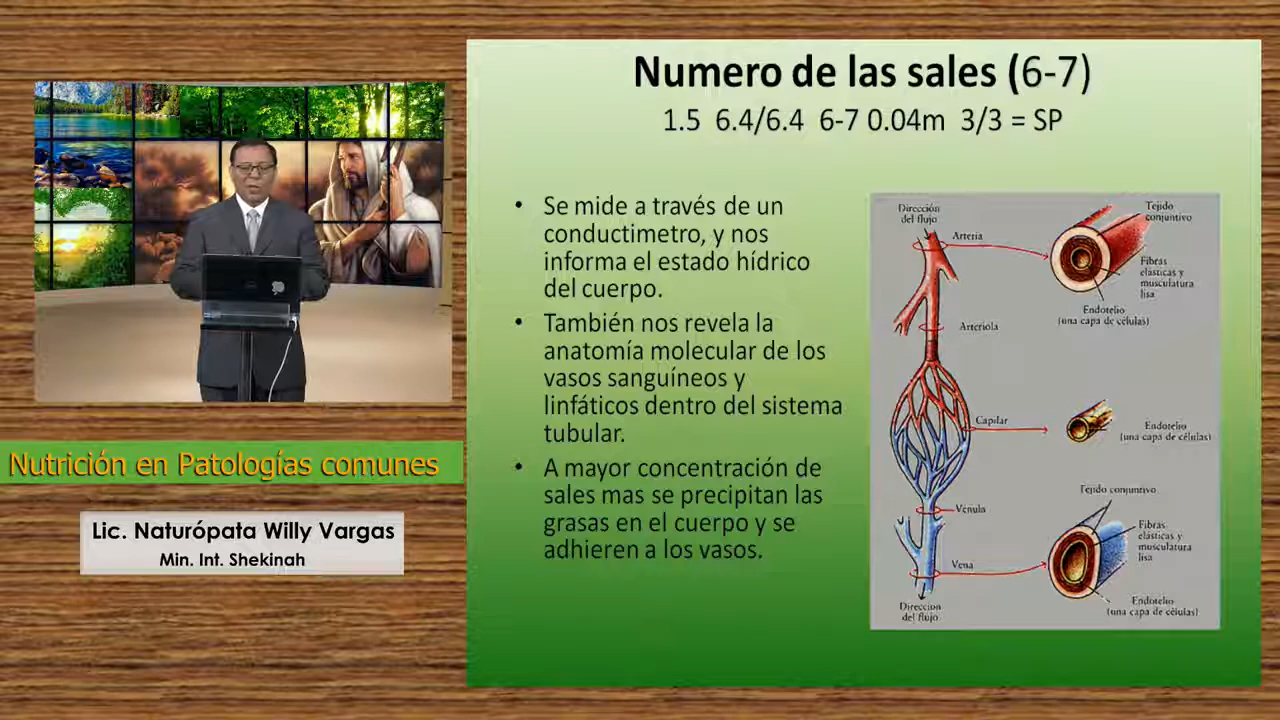 Numero de las sales (6-7)
1.5 6.4/6.4 6-7 0.04m 3/3 = SP
• Se mide a través de un
conductimetro, y nos
informa el estado hídrico
del cuerpo.
• También nos revela la
anatomía molecular de los
vasos sanguíneos y
linfáticos dentro del sistema
tubular.
• A mayor concentración de
sales mas se precipitan las
grasas en el cuerpo y se
adhieren a los vasos.
Dirección
del flujo
Arteria
Tejido
conjuntivo
Fibras
elásticas y
musculatura
lisa
Endotelio
(una capa de células)
Arteriola
Capilar
Endotelio
(una capa de células)
Tejido conjuntivo
Vénula
Fibras
elásticas y
musculatura
lisa
Vena
Endotelio
(una capa de células)
Dirección
del flujo
Nutrición en Patologías comunes
Lic. Naturópata Willy Vargas
Min. Int. Shekinah